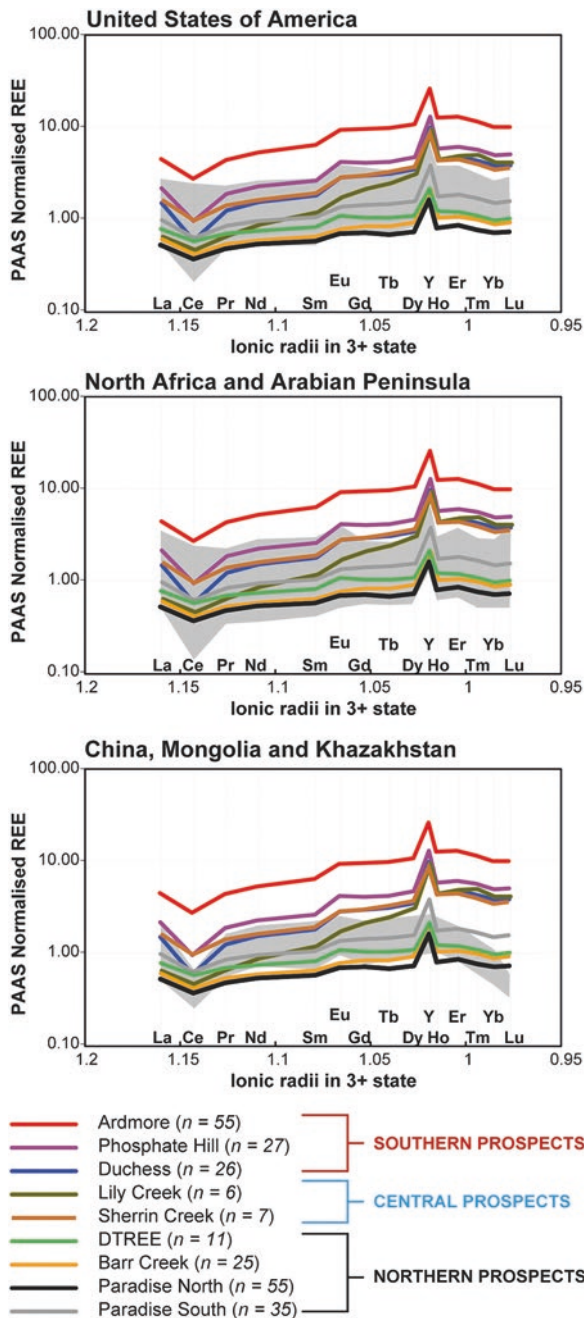 United States of America
100.00
10.00
1.00
0.10
PAAS Normalised REE
La Ce Pr Nd Sm Eu Gd Tb Dy Y Ho Er Tm Yb Lu
1.2 1.15 1.1 1.05 1 0.95
Ionic radii in 3+ state
North Africa and Arabian Peninsula
100.00
10.00
1.00
0.10
PAAS Normalised REE
La Ce Pr Nd Sm Eu Gd Tb Dy Y Ho Er Tm Yb Lu
1.2 1.15 1.1 1.05 1 0.95
Ionic radii in 3+ state
China, Mongolia and Khazakhstan
100.00
10.00
1.00
0.10
PAAS Normalised REE
La Ce Pr Nd Sm Eu Gd Tb Dy Y Ho Er Tm Yb Lu
1.2 1.15 1.1 1.05 1 0.95
Ionic radii in 3+ state
Ardmore (n = 55)
Phosphate Hill (n = 27)
Duchess (n = 26)
SOUTHERN PROSPECTS
Lily Creek (n = 6)
Sherrin Creek (n = 7)
CENTRAL PROSPECTS
DTREE (n = 11)
Barr Creek (n = 25)
Paradise North (n = 55)
Paradise South (n = 35)
NORTHERN PROSPECTS